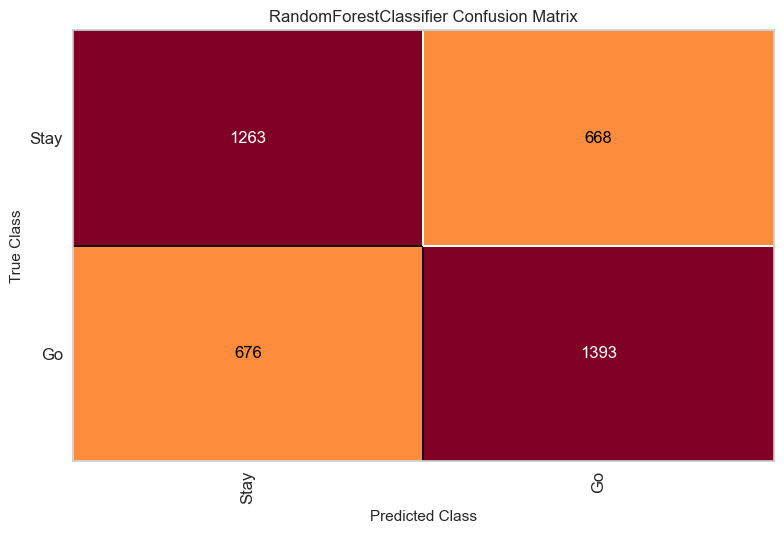 RandomForestClassifier Confusion Matrix
True Class
Stay
1263
668
Go
676
1393
Stay
Go
Predicted Class